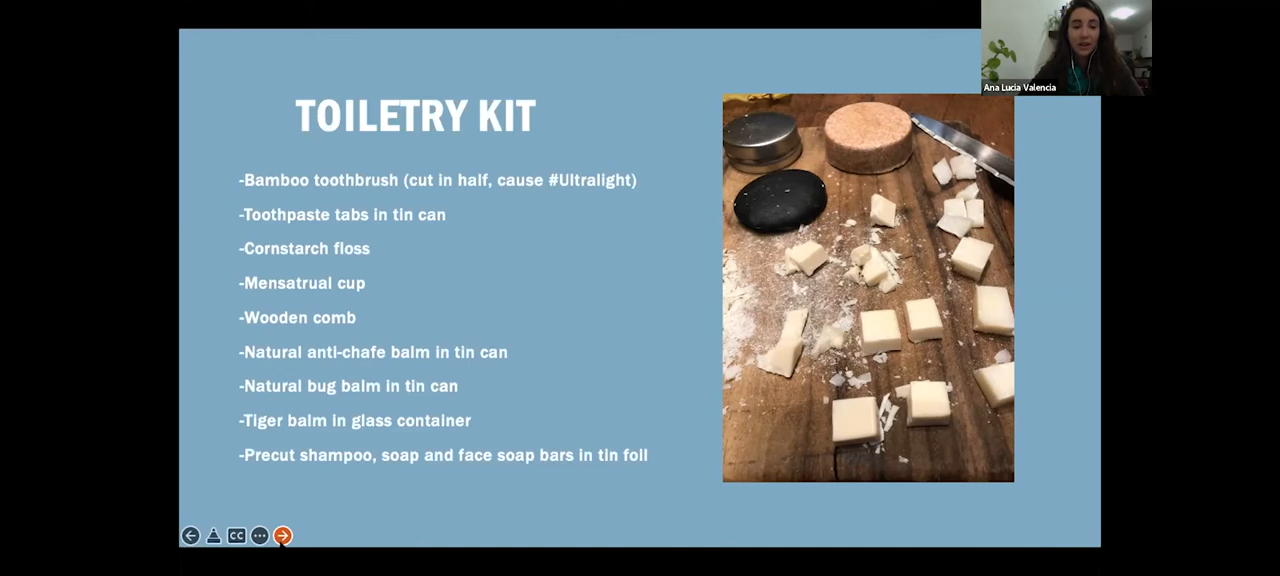 Ana Lucia Valencia
TOILETRY KIT
-Bamboo toothbrush (cut in half, cause #Ultralight)
-Toothpaste tabs in tin can
-Cornstarch floss
-Mensatrual cup
-Wooden comb
-Natural anti-chafe balm in tin can
-Natural bug balm in tin can
-Tiger balm in glass container
-Precut shampoo, soap and face soap bars in tin foil
CC